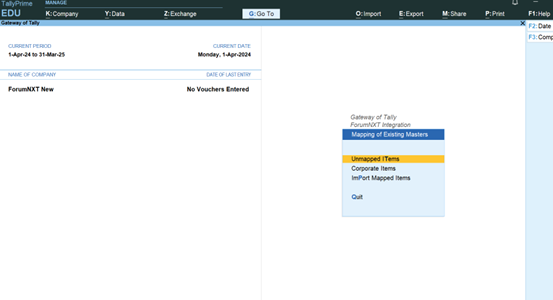 TallyPrime
MANAGE
EDU
K: Company
Y: Data
Z: Exchange
G: Go To
O: Import
E: Export
M: Share
P: Print
F1: Help
Gateway of Tally
F2: Date
F3: Comp
CURRENT PERIOD
CURRENT DATE
1-Apr-24 to 31-Mar-25
Monday, 1-Apr-2024
NAME OF COMPANY
DATE OF LAST ENTRY
ForumNXT New
No Vouchers Entered
Gateway of Tally
ForumNXT Integration
Mapping of Existing Masters
Unmapped ITems
Corporate Items
ImPort Mapped Items
Quit